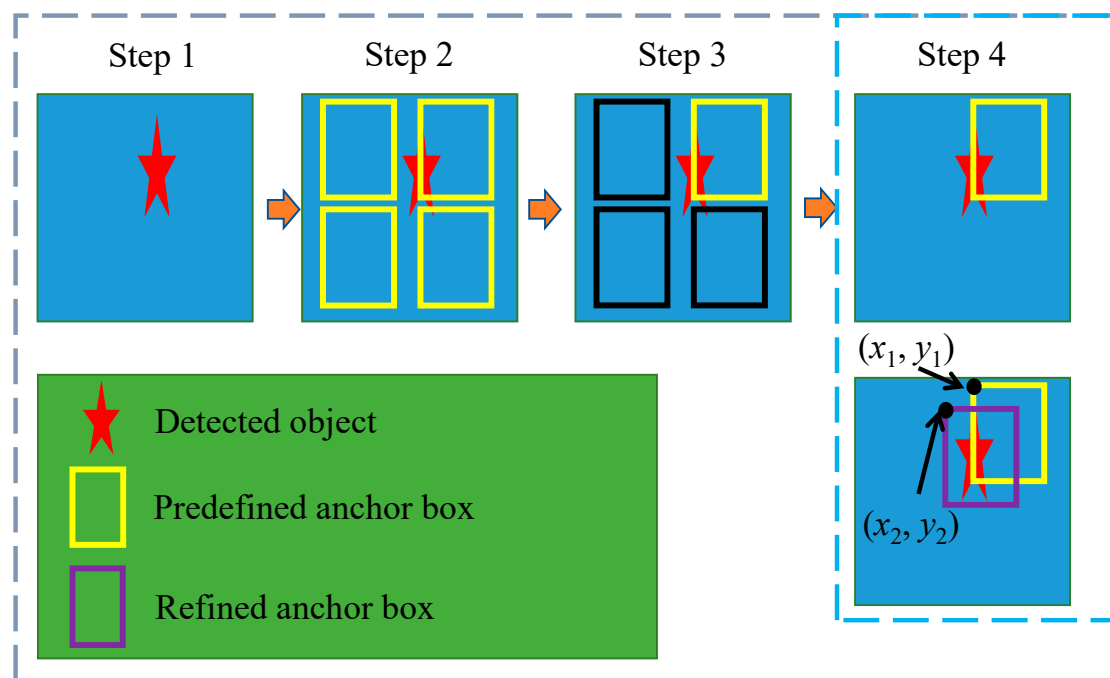 Step 1
Step 2
Step 3
Step 4
(x₁, y₁)
Detected object
Predefined anchor box
(x₂, y₂)
Refined anchor box